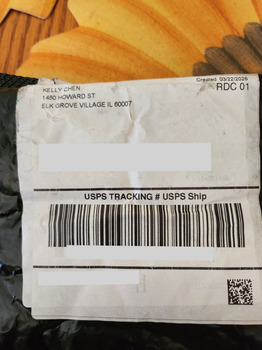 Created 03/22/2026
RDC 01
KELLY CHEN
1480 HOWARD ST
ELK GROVE VILLAGE IL 60007
USPS TRACKING # USPS Ship